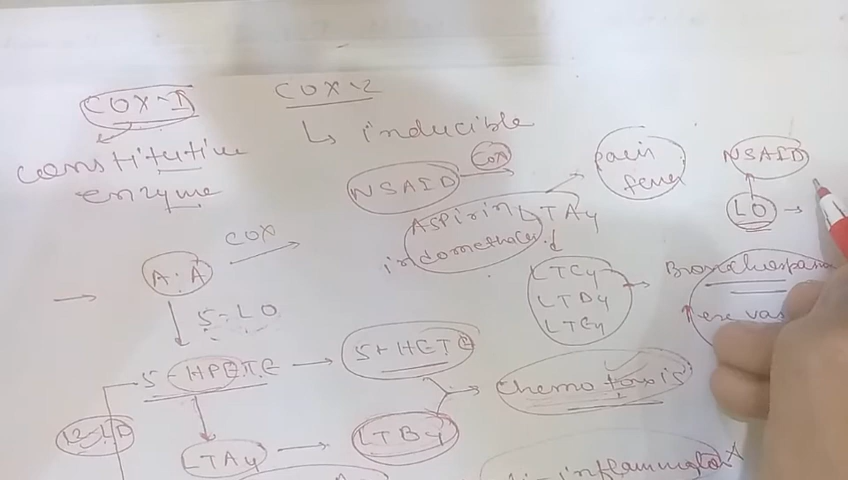 COX-I
COX-2
↳ inducible
constitutive
enzyme
NSAID
COX
pain
fever
NSAID
LO →
Aspirin
LTA4
indomethacid
A.A
COX
5-LO
LTC4
LTD4
LTE4
Bronchospasm
5-HPETE → 5-HETE
chemotaxis
12-LO
LTA4 → LTB4